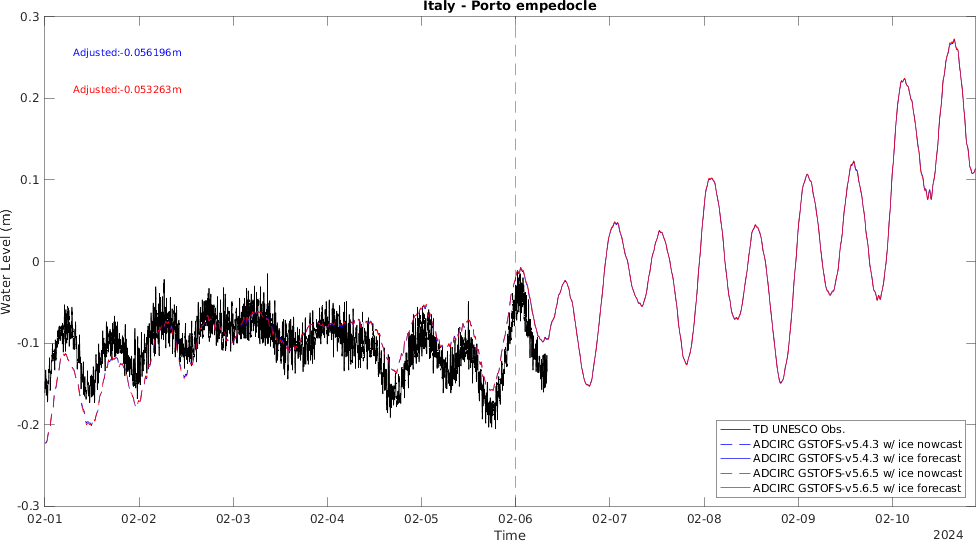 Italy - Porto empedocle
Adjusted:-0.056196m
Adjusted:-0.053263m
Water Level (m)
0.3
0.2
0.1
0
-0.1
-0.2
-0.3
TD UNESCO Obs.
ADCIRC GSTOFS-v5.4.3 w/ ice nowcast
ADCIRC GSTOFS-v5.4.3 w/ ice forecast
ADCIRC GSTOFS-v5.6.5 w/ ice nowcast
ADCIRC GSTOFS-v5.6.5 w/ ice forecast
02-01 02-02 02-03 02-04 02-05 02-06 02-07 02-08 02-09 02-10
Time
2024